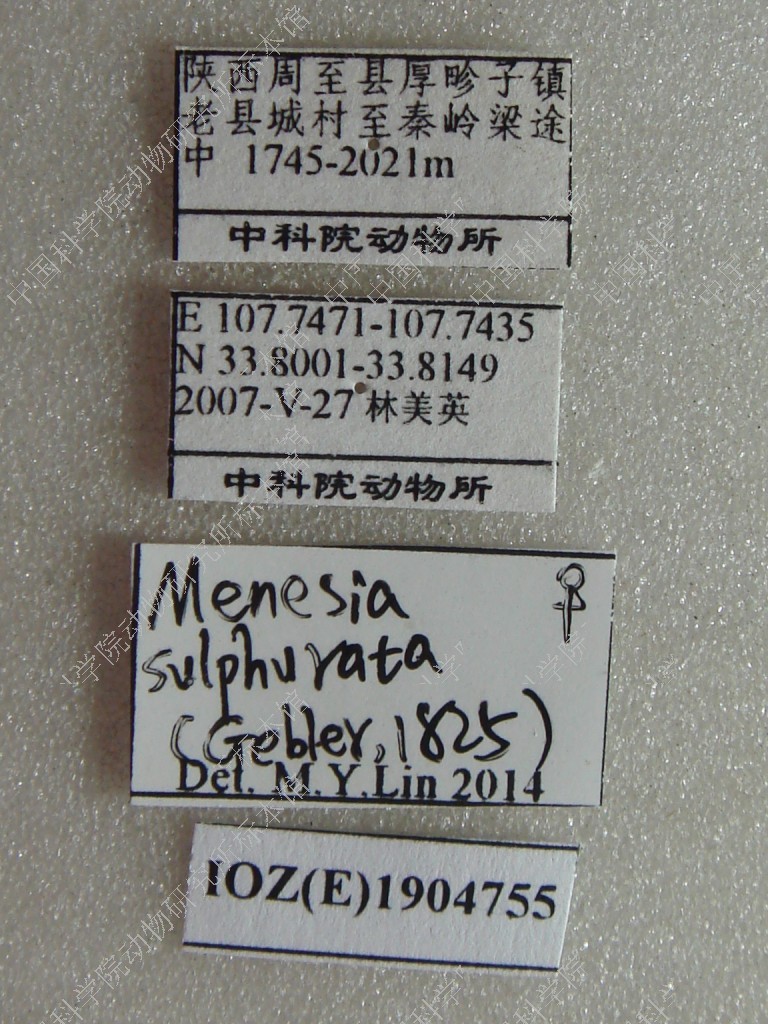 陕西周至县厚畛子镇
老县城村至秦岭梁途
中 1745-2021m
中科院动物所
E 107.7471-107.7435
N 33.8001-33.8149
2007-V-27 林美英
中科院动物所
Menesia ♀
sulphurata
(Gebler, 1825)
Det. M.Y.Lin 2014
IOZ(E)1904755